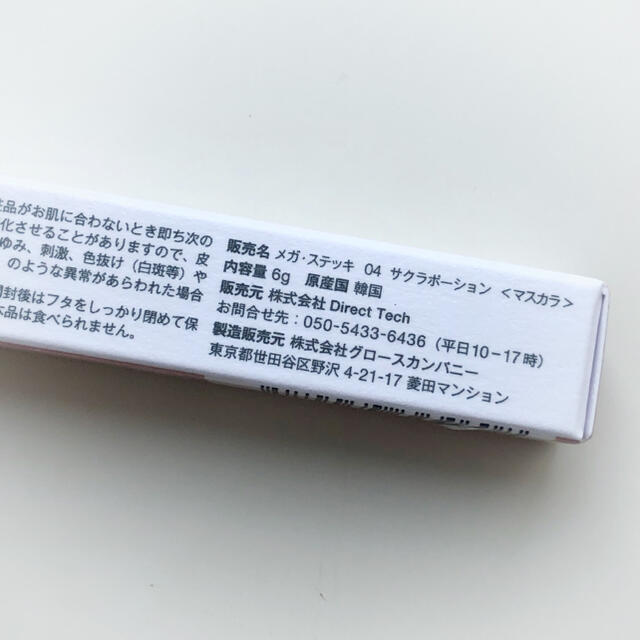 粧品がお肌に合わないとき即ち次の
化させることがありますので、皮
ゆみ、刺激、色抜け（白斑等）や
のような異常があらわれた場合
開封後はフタをしっかり閉めて保
本品は食べられません。
販売名 メガ・ステッキ 04 サクラポーション ＜マスカラ＞
内容量 6g 原産国 韓国
販売元 株式会社 Direct Tech
お問合せ先：050-5433-6436（平日10-17時）
製造販売元 株式会社グロースカンパニー
東京都世田谷区野沢 4-21-17 菱田マンション